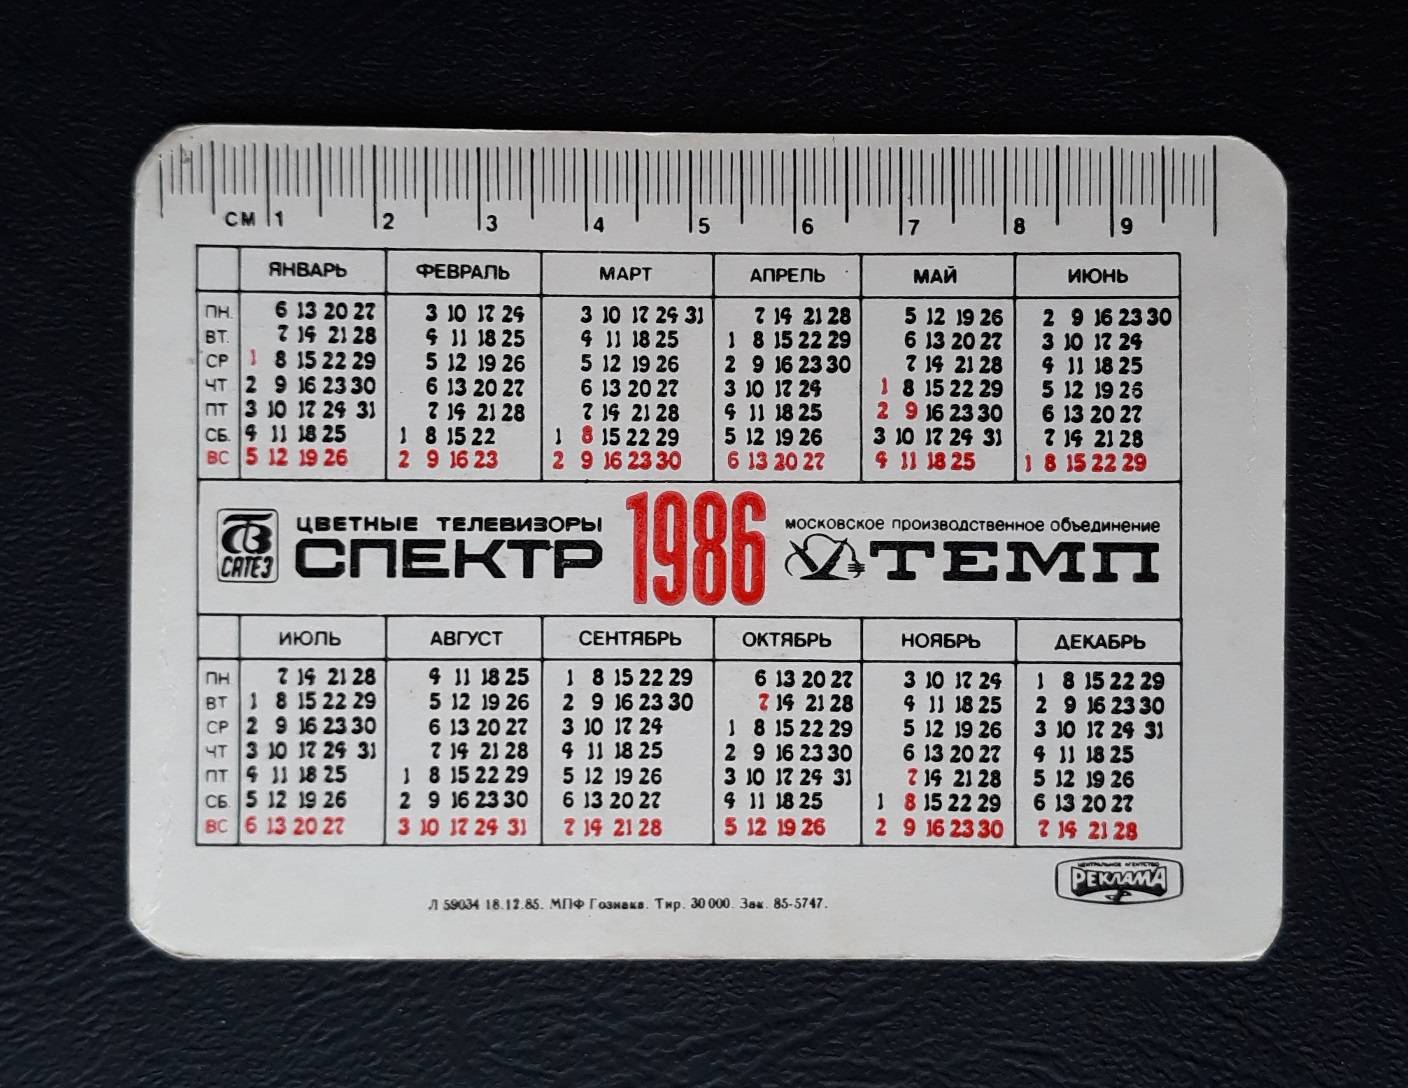 СМ 1 2 3 4 5 6 7 8 9
ЯНВАРЬ ФЕВРАЛЬ МАРТ АПРЕЛЬ МАЙ ИЮНЬ
ПН. 6 13 20 27 3 10 17 24 3 10 17 24 31 7 14 21 28 5 12 19 26 2 9 16 23 30
ВТ. 7 14 21 28 4 11 18 25 4 11 18 25 1 8 15 22 29 6 13 20 27 3 10 17 24
СР 1 8 15 22 29 5 12 19 26 5 12 19 26 2 9 16 23 30 7 14 21 28 4 11 18 25
ЧТ 2 9 16 23 30 6 13 20 27 6 13 20 27 3 10 17 24 1 8 15 22 29 5 12 19 26
ПТ 3 10 17 24 31 7 14 21 28 7 14 21 28 4 11 18 25 2 9 16 23 30 6 13 20 27
СБ. 4 11 18 25 1 8 15 22 1 8 15 22 29 5 12 19 26 3 10 17 24 31 7 14 21 28
ВС 5 12 19 26 2 9 16 23 2 9 16 23 30 6 13 20 27 4 11 18 25 1 8 15 22 29
САТЕЗ
ЦВЕТНЫЕ ТЕЛЕВИЗОРЫ
СПЕКТР
1986
МОСКОВСКОЕ ПРОИЗВОДСТВЕННОЕ ОБЪЕДИНЕНИЕ
ТЕМП
ИЮЛЬ АВГУСТ СЕНТЯБРЬ ОКТЯБРЬ НОЯБРЬ ДЕКАБРЬ
ПН 7 14 21 28 4 11 18 25 1 8 15 22 29 6 13 20 27 3 10 17 24 1 8 15 22 29
ВТ 1 8 15 22 29 5 12 19 26 2 9 16 23 30 7 14 21 28 4 11 18 25 2 9 16 23 30
СР 2 9 16 23 30 6 13 20 27 3 10 17 24 1 8 15 22 29 5 12 19 26 3 10 17 24 31
ЧТ 3 10 17 24 31 7 14 21 28 4 11 18 25 2 9 16 23 30 6 13 20 27 4 11 18 25
ПТ 4 11 18 25 1 8 15 22 29 5 12 19 26 3 10 17 24 31 7 14 21 28 5 12 19 26
СБ. 5 12 19 26 2 9 16 23 30 6 13 20 27 4 11 18 25 1 8 15 22 29 6 13 20 27
ВС 6 13 20 27 3 10 17 24 31 7 14 21 28 5 12 19 26 2 9 16 23 30 7 14 21 28
ЦЕНТРАЛЬНОЕ АГЕНТСТВО
РЕКЛАМА
Л 59034 18.12.85. МПФ Гознака. Тир. 30 000. Зак. 85-5747.